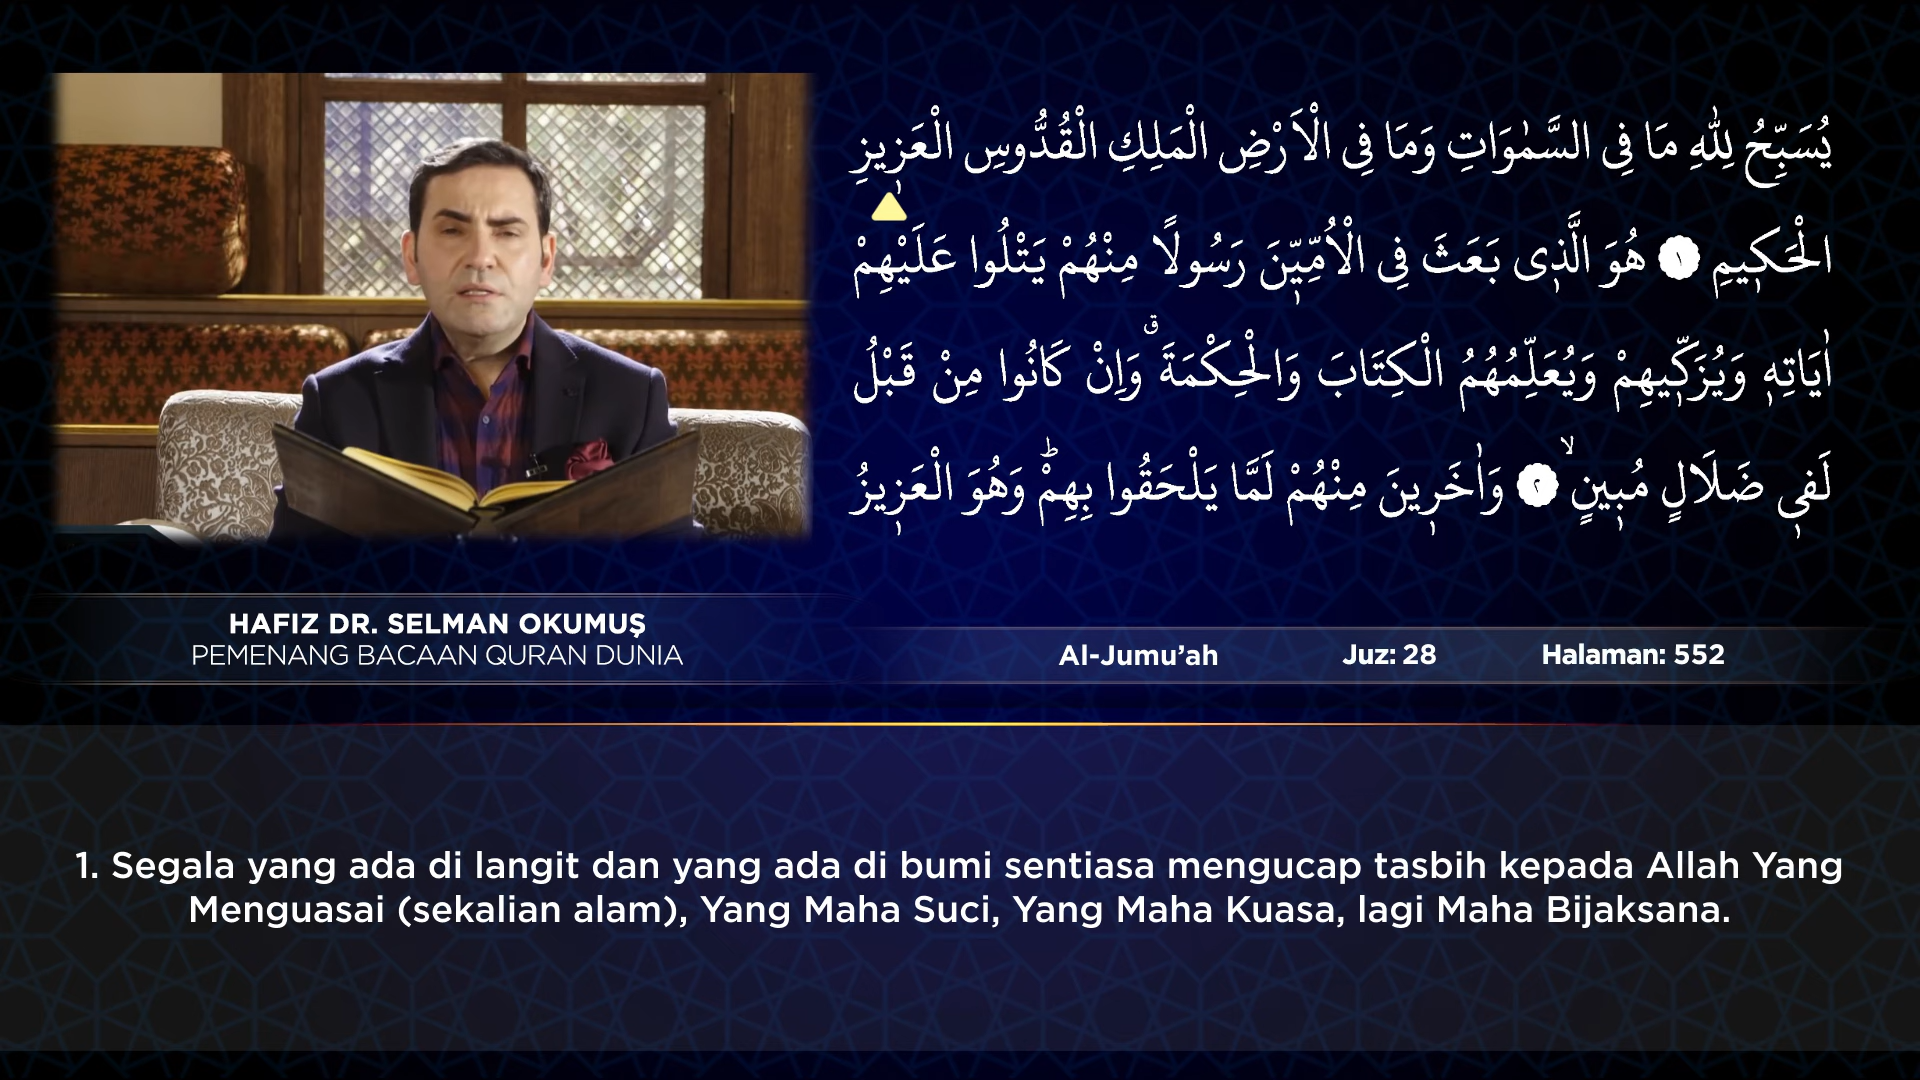 يُسَبِّحُ لِلّٰهِ مَا فِى السَّمٰوَاتِ وَمَا فِى الْاَرْضِ الْمَلِكِ الْقُدُّوسِ الْعَزٖيزِ
الْحَكٖيمِ ١ هُوَ الَّذٖى بَعَثَ فِى الْاُمِّيّٖنَ رَسُولًا مِنْهُمْ يَتْلُوا عَلَيْهِمْ
اٰيَاتِهٖ وَيُزَكّٖيهِمْ وَيُعَلِّمُهُمُ الْكِتَابَ وَالْحِكْمَةَۗ وَاِنْ كَانُوا مِنْ قَبْلُ
لَفٖى ضَلَالٍ مُبٖينٍۙ ٢ وَاٰخَرٖينَ مِنْهُمْ لَمَّا يَلْحَقُوا بِهِمْؕ وَهُوَ الْعَزٖيزُ
HAFIZ DR. SELMAN OKUMUŞ
PEMENANG BACAAN QURAN DUNIA
Al-Jumu’ah Juz: 28 Halaman: 552
1. Segala yang ada di langit dan yang ada di bumi sentiasa mengucap tasbih kepada Allah Yang
Menguasai (sekalian alam), Yang Maha Suci, Yang Maha Kuasa, lagi Maha Bijaksana.